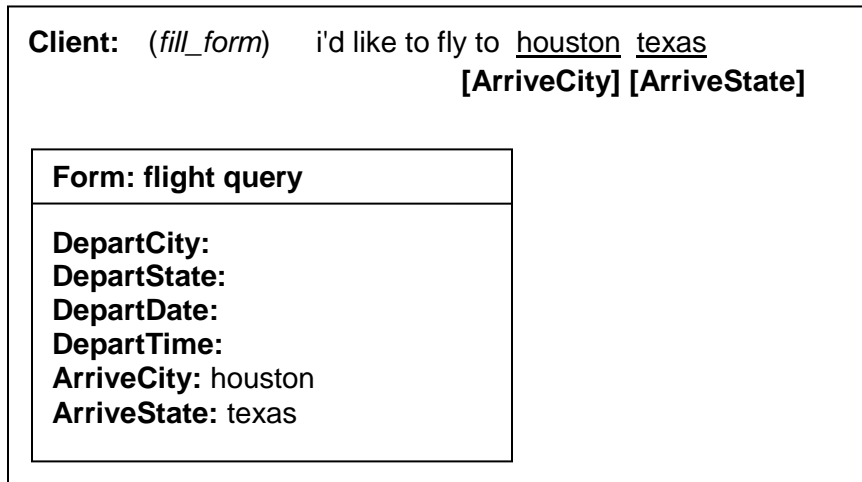 Client: (fill_form) i'd like to fly to houston texas
[ArriveCity] [ArriveState]
Form: flight query
DepartCity:
DepartState:
DepartDate:
DepartTime:
ArriveCity: houston
ArriveState: texas